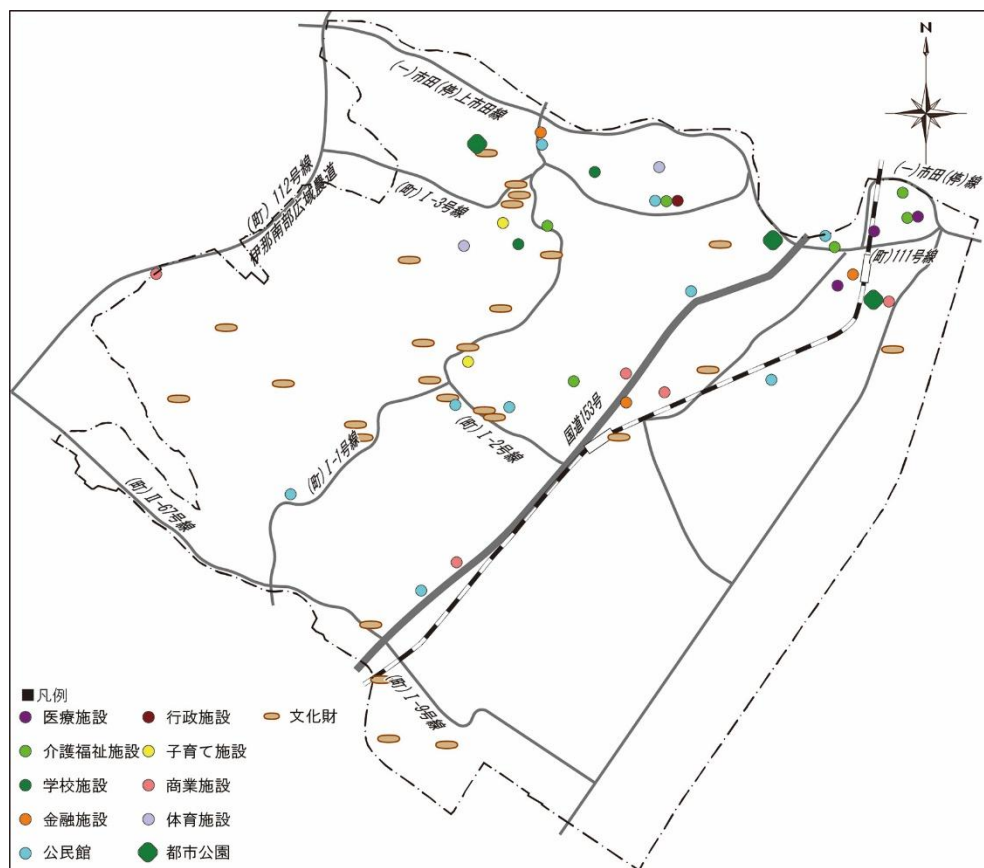 N
(一)市田(停)上市田線
(一)市田(停)線
(町)Ⅰ-3号線
(町)112号線
伊那南部広域農道
(町)111号線
国道153号
(町)Ⅰ-2号線
(町)Ⅰ-1号線
(町)Ⅱ-67号線
(町)Ⅰ-9号線
■凡例
医療施設 行政施設 文化財
介護福祉施設 子育て施設
学校施設 商業施設
金融施設 体育施設
公民館 都市公園